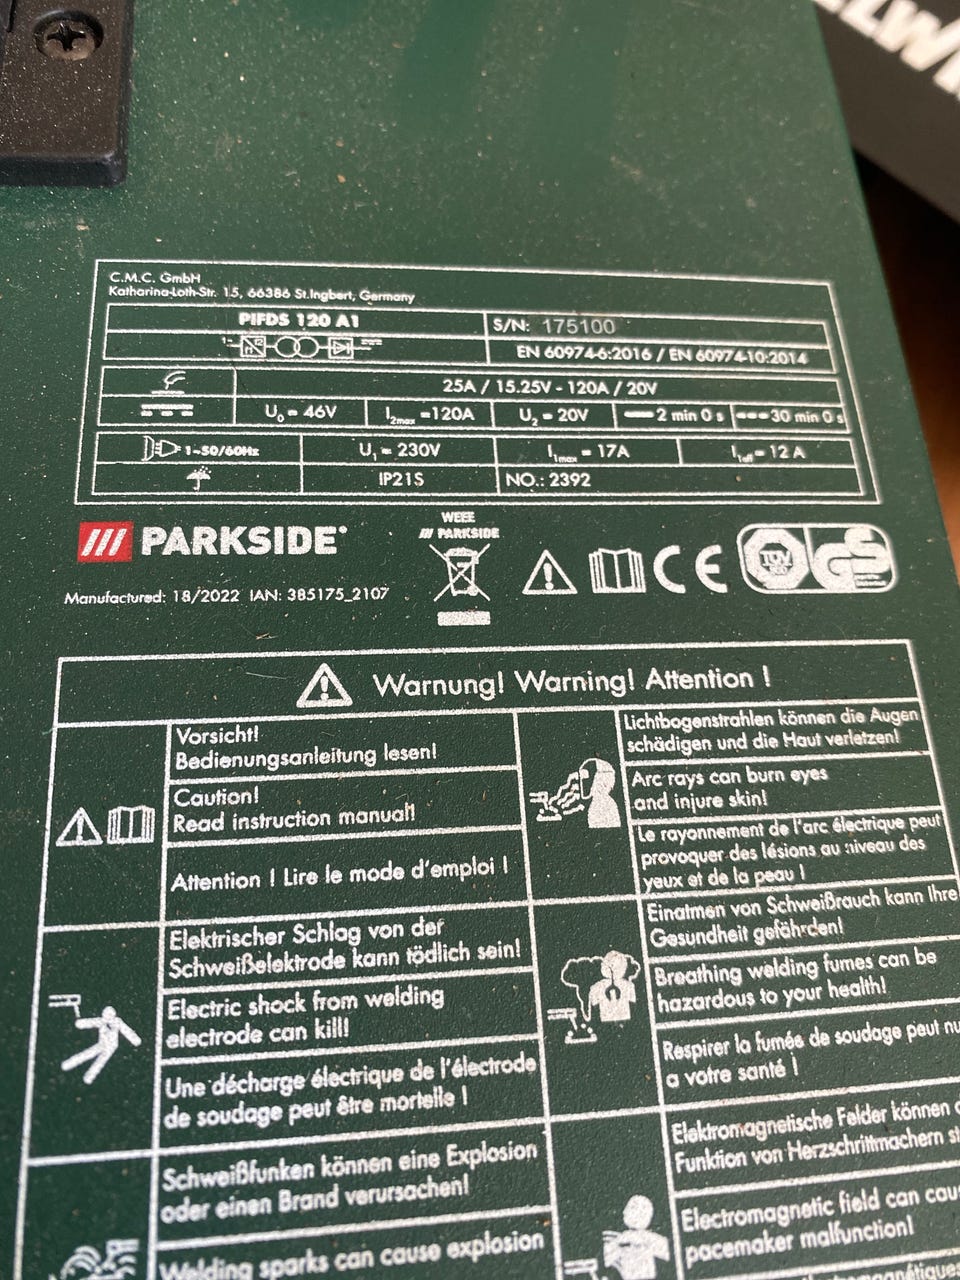 C.M.C. GmbH
Katharina-Loth-Str. 15, 66386 St.Ingbert, Germany
PIFDS 120 A1
S/N: 175100
EN 60974-6:2016 / EN 60974-10:2014
25A / 15.25V - 120A / 20V
U0 = 46V
I2max =120A
U2 = 20V
2 min 0 s
30 min 0 s
1~50/60Hz
U1 = 230V
I1max = 17A
I1eff = 12 A
IP21S
NO.: 2392
PARKSIDE®
WEEE
PARKSIDE
CE
TÜV
SÜD
GS
Manufactured: 18/2022 IAN: 385175_2107
Warnung! Warning! Attention !
Vorsicht!
Bedienungsanleitung lesen!
Caution!
Read instruction manual!
Attention ! Lire le mode d'emploi !
Lichtbogenstrahlen können die Augen
schädigen und die Haut verletzen!
Arc rays can burn eyes
and injure skin!
Le rayonnement de l'arc électrique peut
provoquer des lésions au niveau des
yeux et de la peau !
Elektrischer Schlag von der
Schweißelektrode kann tödlich sein!
Electric shock from welding
electrode can kill!
Une décharge électrique de l'électrode
de soudage peut être mortelle !
Einatmen von Schweißrauch kann Ihre
Gesundheit gefährden!
Breathing welding fumes can be
hazardous to your health!
Respirer la fumée de soudage peut
a votre santé !
Schweißfunken können eine Explosion
oder einen Brand verursachen!
Welding sparks can cause explosion
Elektromagnetische Felder können
Funktion von Herzschrittmachern
Electromagnetic field can
pacemaker malfunction!